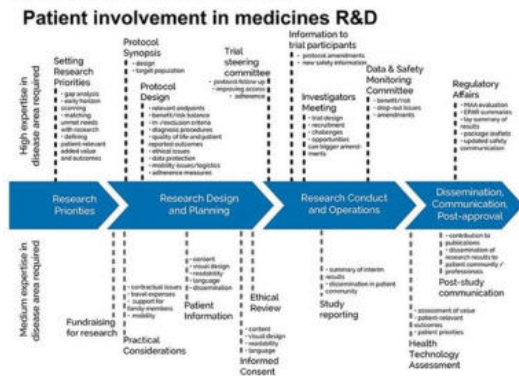 Patient involvement in medicines R&D
High expertise in
disease area required
Setting
Research
Priorities
• gap analysis
• early horizon
scanning
• matching
unmet needs
with research
• defining
patient relevant
added value
and outcomes
Protocol
Synopsis
• design
• target population
Protocol
Design
• relevant endpoints
• benefit/risk balance
• in-/exclusion criteria
• diagnosis procedures
• quality of life and patient
reported outcomes
• ethical issues
• data protection
• mobility issues/logistics
• adherence measures
Trial
steering
committee
• protocol follow up
• improving access
• adherence
Information to
trial participants
• protocol amendments
• new safety information
Investigators
Meeting
• trial design
• recruitment
• challenges
• opportunities
can trigger amend-
ments
Data & Safety
Monitoring
Committee
• benefit/risk
• drop-out issues
• amendments
Regulatory
Affairs
• MAA evaluation
• EPAR summaries
• lay summary of
results
• package leaflets
• updated safety
communication
Research
Priorities
Research Design
and Planning
Research Conduct
and Operations
Dissemination,
Communication,
Post-approval
Medium expertise in
disease area required
Fundraising
for research
• contractual issues
• travel expenses
• support for
family members
• mobility
Practical
Considerations
• content
• visual design
• readability
• language
• dissemination
Patient
Information
Ethical
Review
• content
• visual design
• readability
• language
Informed
Consent
• summary of interim
results
• dissemination in patient
community
Study
reporting
• contribution to
publications
• dissemination of
research results to
patient community /
professionals
Post-study
communication
• assessment of value
• patient-relevant
outcomes
• patient priorities
Health
Technology
Assessment